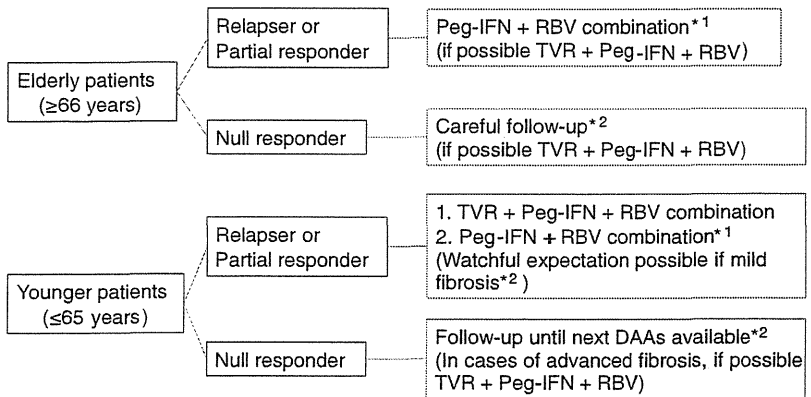 Elderly patients
(≥66 years)
Relapser or
Partial responder
Peg-IFN + RBV combination*1
(if possible TVR + Peg-IFN + RBV)
Null responder
Careful follow-up*2
(if possible TVR + Peg-IFN + RBV)
Younger patients
(≤65 years)
Relapser or
Partial responder
1. TVR + Peg-IFN + RBV combination
2. Peg-IFN + RBV combination*1
(Watchful expectation possible if mild
fibrosis*2 )
Null responder
Follow-up until next DAAs available*2
(In cases of advanced fibrosis, if possible
TVR + Peg-IFN + RBV)